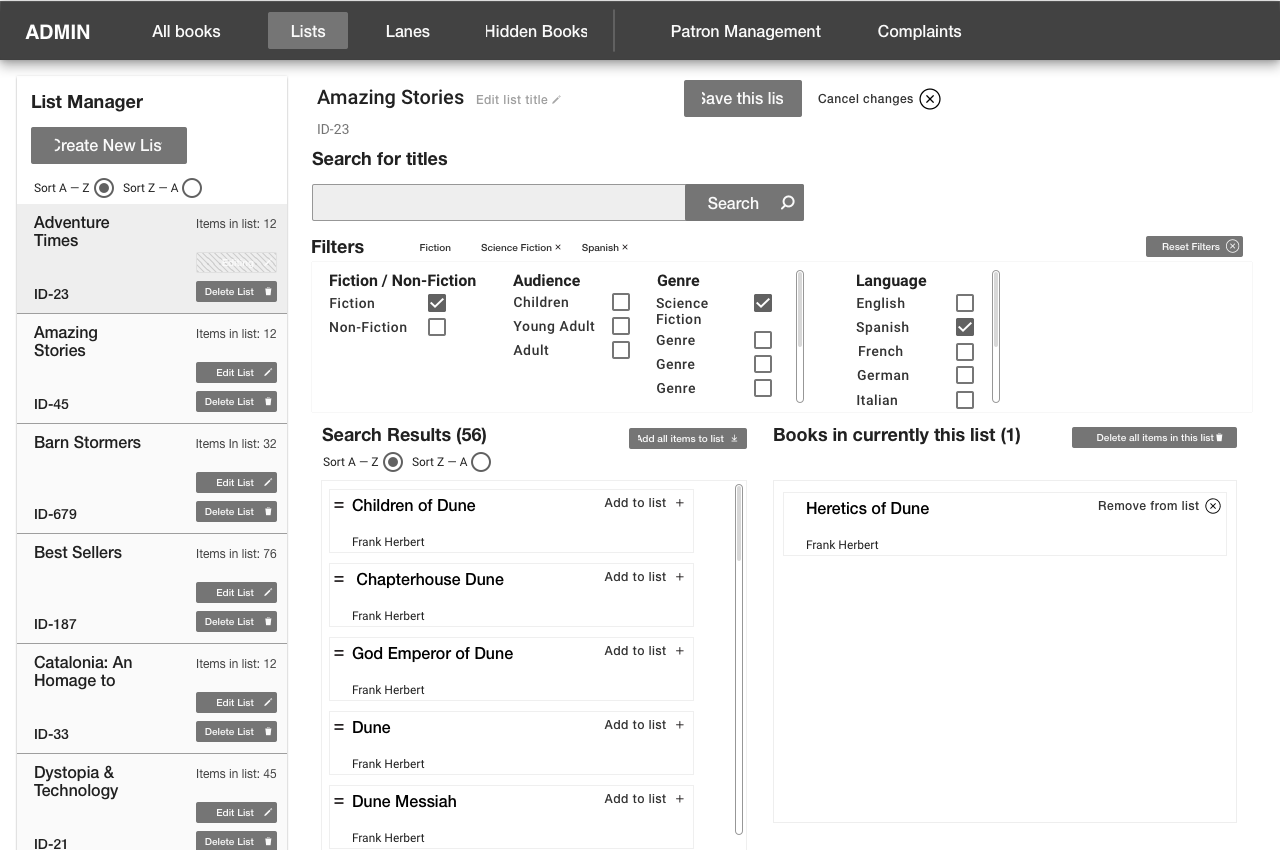 ADMIN
All books
Lists
Lanes
Hidden Books
Patron Management
Complaints
List Manager
Create New Lis
Sort A — Z
Sort Z — A
Adventure
Times
Items in list: 12
Delete List
ID-23
Amazing
Stories
Items in list: 12
Edit List
Delete List
ID-45
Barn Stormers
Items In list: 32
Edit List
Delete List
ID-679
Best Sellers
Items in list: 76
Edit List
Delete List
ID-187
Catalonia: An
Homage to
Items in list: 12
Edit List
Delete List
ID-33
Dystopia &
Technology
Items in list: 45
Edit List
Delete List
ID-21
Amazing Stories
Edit list title
Save this lis
Cancel changes
ID-23
Search for titles
Search
Filters
Fiction
Science Fiction ×
Spanish ×
Reset Filters
Fiction / Non-Fiction
Fiction
Non-Fiction
Audience
Children
Young Adult
Adult
Genre
Science
Fiction
Genre
Genre
Genre
Language
English
Spanish
French
German
Italian
Search Results (56)
Add all items to list
Sort A — Z
Sort Z — A
= Children of Dune
Add to list +
Frank Herbert
= Chapterhouse Dune
Add to list +
Frank Herbert
= God Emperor of Dune
Add to list +
Frank Herbert
= Dune
Add to list +
Frank Herbert
= Dune Messiah
Add to list +
Frank Herbert
Books in currently this list (1)
Delete all items in this list
Heretics of Dune
Remove from list
Frank Herbert